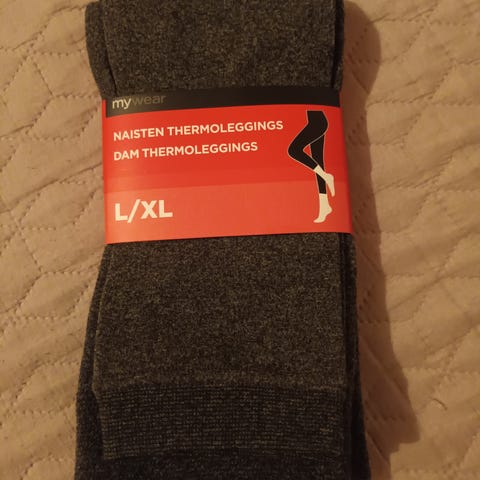 mywear
NAISTEN THERMOLEGGINGS
DAM THERMOLEGGINGS
L/XL